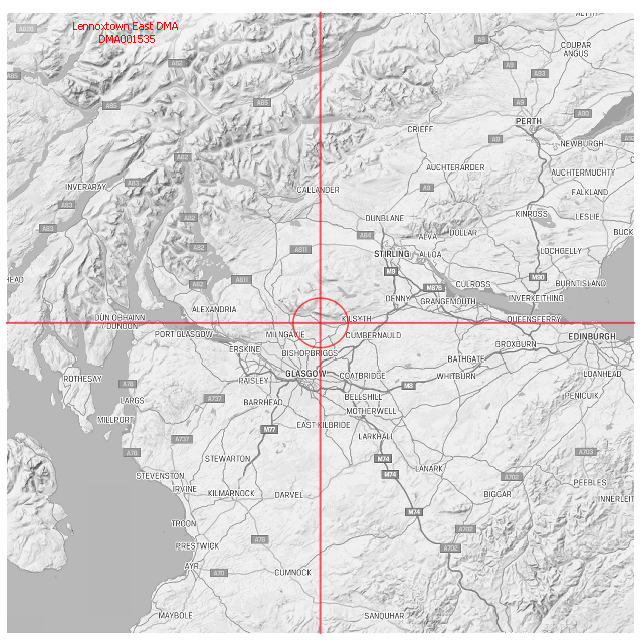 Lennoxtown East DMA
DMA001535
A82
A85
A9
COUPAR
ANGUS
A9
A93
A85
A85
A9
A90
PERTH
CRIEFF
NEWBURGH
A82
AUCHTERARDER
AUCHTERMUCHTY
INVERARAY
A83
A9
CALLANDER
FALKLAND
A83
A82
DUNBLANE
KINROSS
LESLIE
A83
A84
ALVA
DOLLAR
BUCK
A82
A811
STIRLING
ALLOA
LOCHGELLY
HEAD
A811
M9
M90
A82
M876
CULROSS
BURNTISLAND
DENNY
GRANGEMOUTH
INVERKEITHING
ALEXANDRIA
DÙN OMHAINN
/ DUNOON
KILSYTH
QUEENSFERRY
PORT GLASGOW
MILNGAVIE
CUMBERNAULD
EDINBURGH
ERSKINE
BISHOPBRIGGS
BATHGATE
BROXBURN
ROTHESAY
PAISLEY
GLASGOW
COATBRIDGE
WHITBURN
LOANHEAD
A78
M8
LARGS
A737
BARRHEAD
BELLSHILL
PENICUIK
MILLPORT
MOTHERWELL
EAST KILBRIDE
A737
M77
LARKHALL
A78
A703
STEWARTON
M74
LANARK
STEVENSTON
M74
A702
PEEBLES
IRVINE
KILMARNOCK
DARVEL
BIGGAR
INNERLEIT
TROON
M74
A702
PRESTWICK
A76
A702
AYR
A70
CUMNOCK
MAYBOLE
SANQUHAR